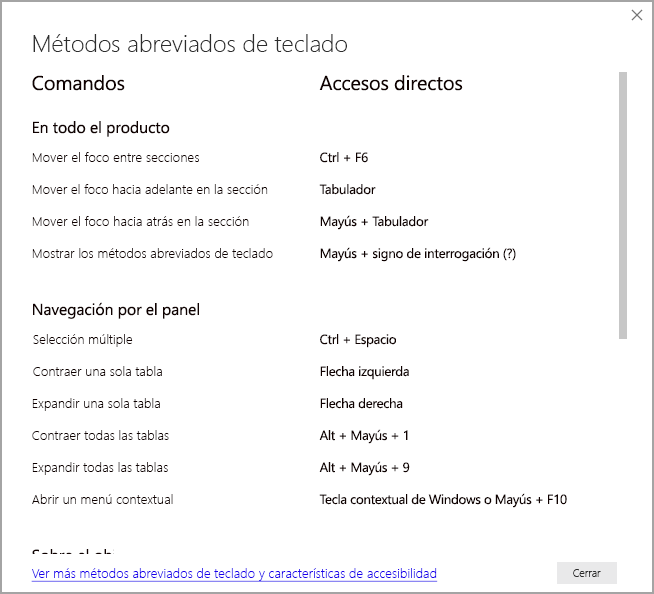 Métodos abreviados de teclado
Comandos Accesos directos
En todo el producto
Mover el foco entre secciones Ctrl + F6
Mover el foco hacia adelante en la sección Tabulador
Mover el foco hacia atrás en la sección Mayús + Tabulador
Mostrar los métodos abreviados de teclado Mayús + signo de interrogación (?)
Navegación por el panel
Selección múltiple Ctrl + Espacio
Contraer una sola tabla Flecha izquierda
Expandir una sola tabla Flecha derecha
Contraer todas las tablas Alt + Mayús + 1
Expandir todas las tablas Alt + Mayús + 9
Abrir un menú contextual Tecla contextual de Windows o Mayús + F10
Sobre el
Ver más métodos abreviados de teclado y características de accesibilidad Cerrar